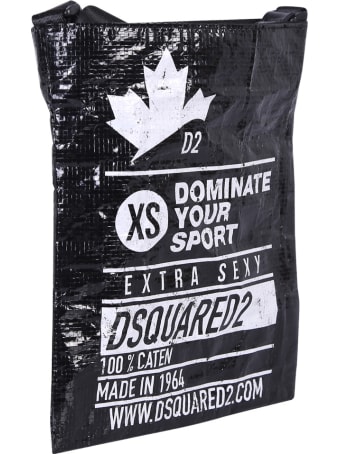 D2
XS
DOMINATE
YOUR
SPORT
EXTRA SEXY
DSQUARED2
100% CATEN
MADE IN 1964
WWW.DSQUARED2.COM